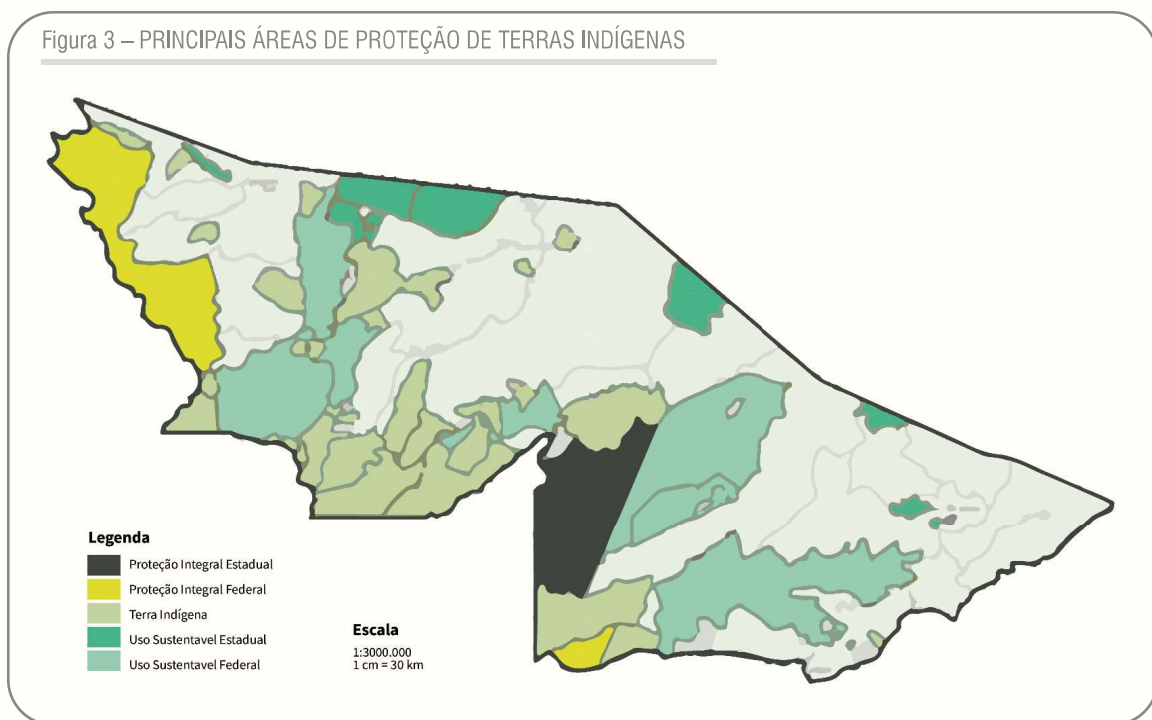 Figura 3 – PRINCIPAIS ÁREAS DE PROTEÇÃO DE TERRAS INDÍGENAS
Legenda
Proteção Integral Estadual
Proteção Integral Federal
Terra Indígena
Uso Sustentavel Estadual
Uso Sustentavel Federal
Escala
1:3000.000
1 cm = 30 km